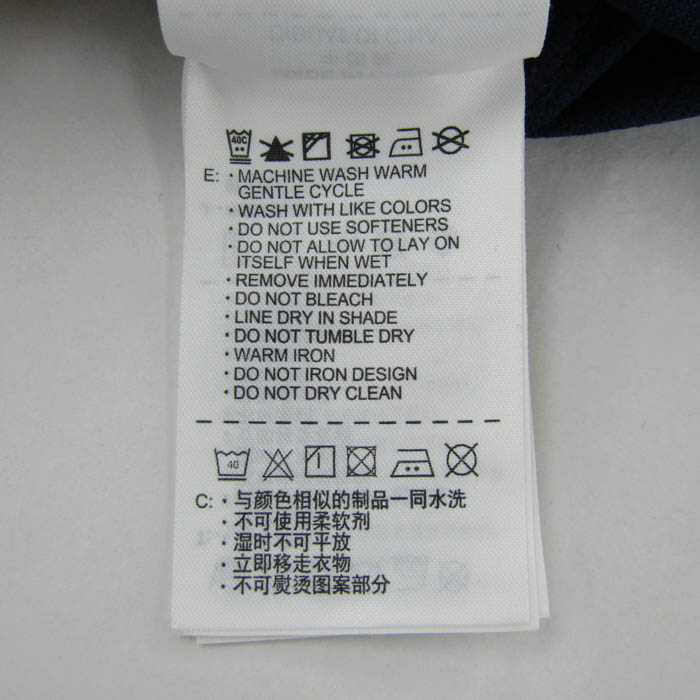 40C
E: · MACHINE WASH WARM
GENTLE CYCLE
· WASH WITH LIKE COLORS
· DO NOT USE SOFTENERS
· DO NOT ALLOW TO LAY ON
ITSELF WHEN WET
· REMOVE IMMEDIATELY
· DO NOT BLEACH
· LINE DRY IN SHADE
· DO NOT TUMBLE DRY
· WARM IRON
· DO NOT IRON DESIGN
· DO NOT DRY CLEAN
40
C: · 与颜色相似的制品一同水洗
· 不可使用柔软剂
· 湿时不可平放
· 立即移走衣物
· 不可熨烫图案部分